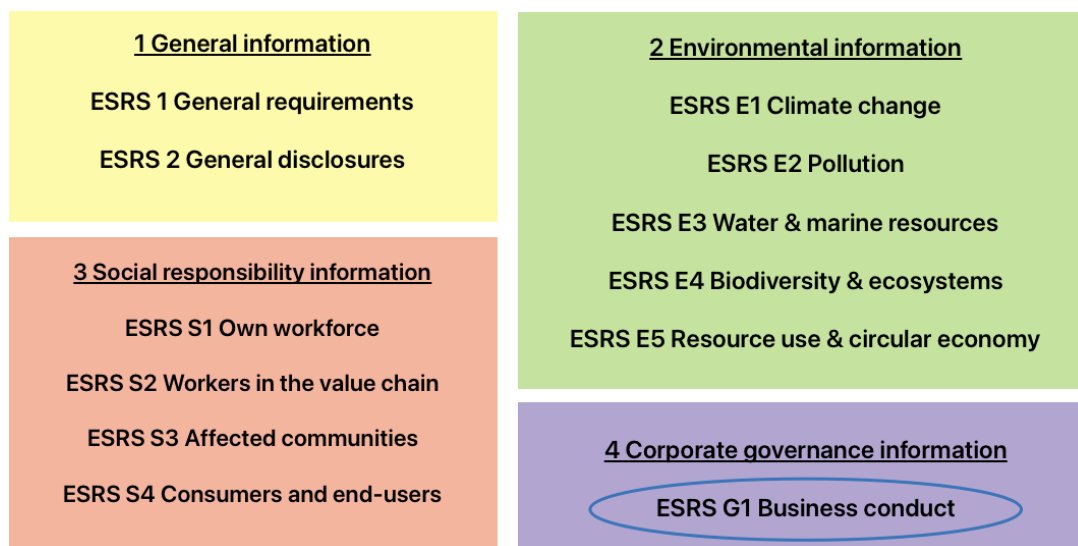 1 General information
ESRS 1 General requirements
ESRS 2 General disclosures
2 Environmental information
ESRS E1 Climate change
ESRS E2 Pollution
ESRS E3 Water & marine resources
ESRS E4 Biodiversity & ecosystems
ESRS E5 Resource use & circular economy
3 Social responsibility information
ESRS S1 Own workforce
ESRS S2 Workers in the value chain
ESRS S3 Affected communities
ESRS S4 Consumers and end-users
4 Corporate governance information
ESRS G1 Business conduct